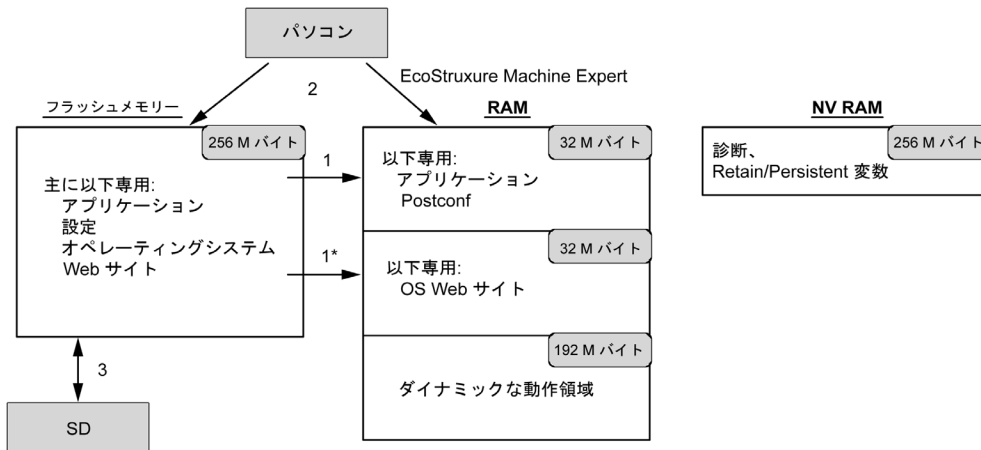 パソコン
EcoStruxure Machine Expert
2
フラッシュメモリー
RAM
NV RAM
256 M バイト
主に以下専用:
アプリケーション
設定
オペレーティングシステム
Web サイト
1
1*
32 M バイト
以下専用:
アプリケーション
Postconf
32 M バイト
以下専用:
OS Web サイト
192 M バイト
ダイナミックな動作領域
256 M バイト
診断、
Retain/Persistent 変数
3
SD